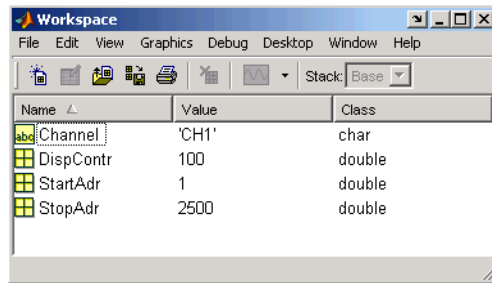 Workspace
File Edit View Graphics Debug Desktop Window Help
Stack: Base
Name Value Class
abc Channel 'CH1' char
DispContr 100 double
StartAdr 1 double
StopAdr 2500 double